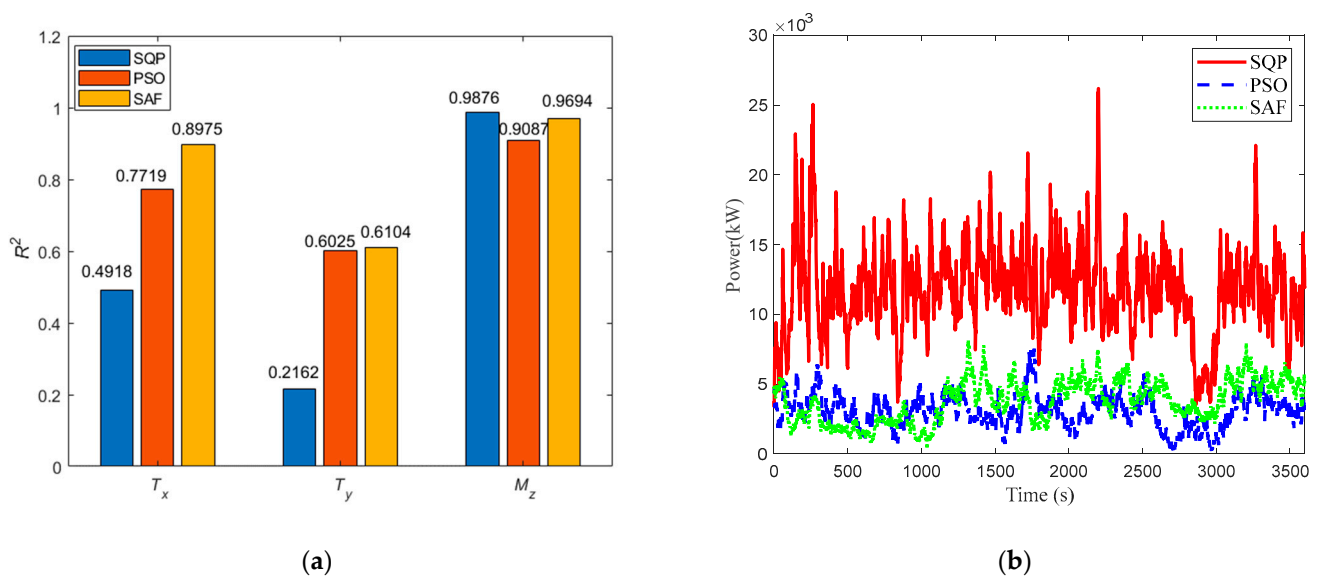 1.2
1
0.8
0.6
0.4
0.2
0
R²
SQP
PSO
SAF
0.4918
0.7719
0.8975
0.2162
0.6025
0.6104
0.9876
0.9087
0.9694
Tx
Ty
Mz
(a)
×10³
30
25
20
15
10
5
0
Power(kW)
SQP
PSO
SAF
0 500 1000 1500 2000 2500 3000 3500
Time (s)
(b)